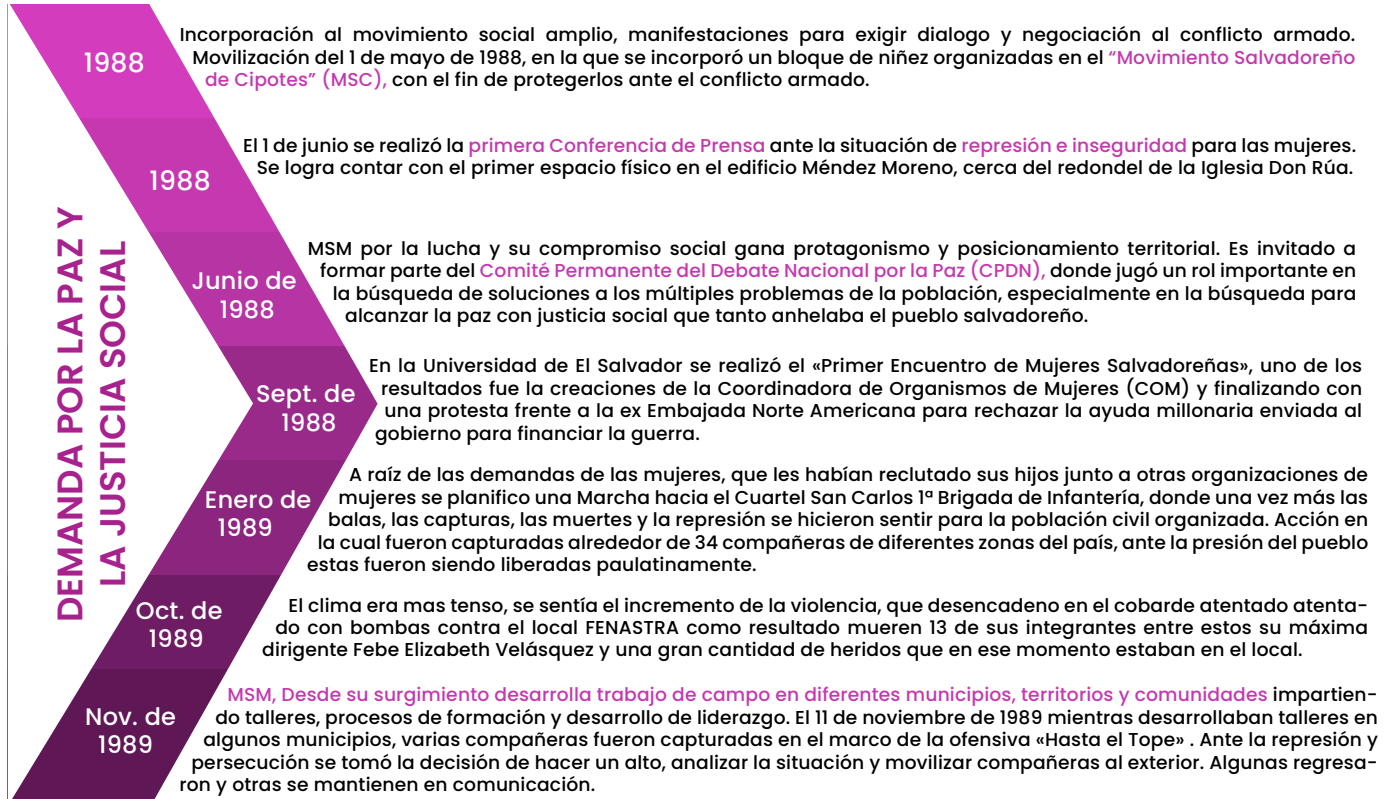 DEMANDA POR LA PAZ Y
LA JUSTICIA SOCIAL
1988
Incorporación al movimiento social amplio, manifestaciones para exigir dialogo y negociación al conflicto armado.
Movilización del 1 de mayo de 1988, en la que se incorporó un bloque de niñez organizadas en el “Movimiento Salvadoreño
de Cipotes” (MSC), con el fin de protegerlos ante el conflicto armado.
1988
El 1 de junio se realizó la primera Conferencia de Prensa ante la situación de represión e inseguridad para las mujeres.
Se logra contar con el primer espacio físico en el edificio Méndez Moreno, cerca del redondel de la Iglesia Don Rúa.
Junio de
1988
MSM por la lucha y su compromiso social gana protagonismo y posicionamiento territorial. Es invitado a
formar parte del Comité Permanente del Debate Nacional por la Paz (CPDN), donde jugó un rol importante en
la búsqueda de soluciones a los múltiples problemas de la población, especialmente en la búsqueda para
alcanzar la paz con justicia social que tanto anhelaba el pueblo salvadoreño.
Sept. de
1988
En la Universidad de El Salvador se realizó el «Primer Encuentro de Mujeres Salvadoreñas», uno de los
resultados fue la creaciones de la Coordinadora de Organismos de Mujeres (COM) y finalizando con
una protesta frente a la ex Embajada Norte Americana para rechazar la ayuda millonaria enviada al
gobierno para financiar la guerra.
Enero de
1989
A raíz de las demandas de las mujeres, que les habían reclutado sus hijos junto a otras organizaciones de
mujeres se planifico una Marcha hacia el Cuartel San Carlos 1ª Brigada de Infantería, donde una vez más las
balas, las capturas, las muertes y la represión se hicieron sentir para la población civil organizada. Acción en
la cual fueron capturadas alrededor de 34 compañeras de diferentes zonas del país, ante la presión del pueblo
estas fueron siendo liberadas paulatinamente.
Oct. de
1989
El clima era mas tenso, se sentía el incremento de la violencia, que desencadeno en el cobarde atentado atenta-
do con bombas contra el local FENASTRA como resultado mueren 13 de sus integrantes entre estos su máxima
dirigente Febe Elizabeth Velásquez y una gran cantidad de heridos que en ese momento estaban en el local.
Nov. de
1989
MSM, Desde su surgimiento desarrolla trabajo de campo en diferentes municipios, territorios y comunidades impartien-
do talleres, procesos de formación y desarrollo de liderazgo. El 11 de noviembre de 1989 mientras desarrollaban talleres en
algunos municipios, varias compañeras fueron capturadas en el marco de la ofensiva «Hasta el Tope» . Ante la represión y
persecución se tomó la decisión de hacer un alto, analizar la situación y movilizar compañeras al exterior. Algunas regresa-
ron y otras se mantienen en comunicación.